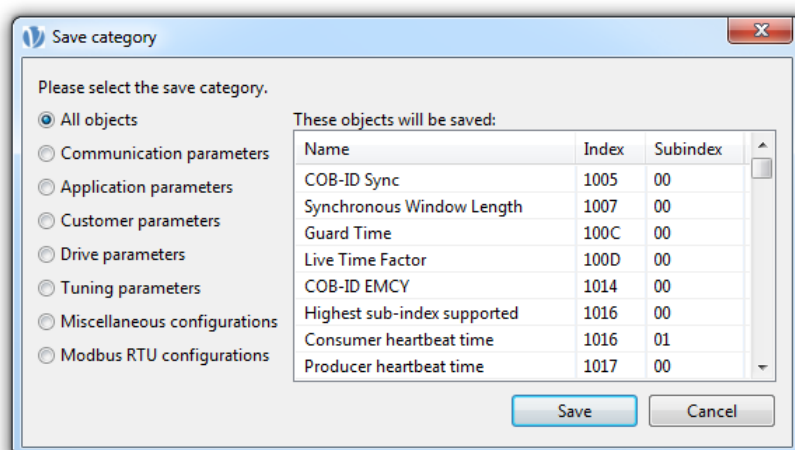 Save category
Please select the save category.
All objects
Communication parameters
Application parameters
Customer parameters
Drive parameters
Tuning parameters
Miscellaneous configurations
Modbus RTU configurations
These objects will be saved:
Name Index Subindex
COB-ID Sync 1005 00
Synchronous Window Length 1007 00
Guard Time 100C 00
Live Time Factor 100D 00
COB-ID EMCY 1014 00
Highest sub-index supported 1016 00
Consumer heartbeat time 1016 01
Producer heartbeat time 1017 00
Save Cancel